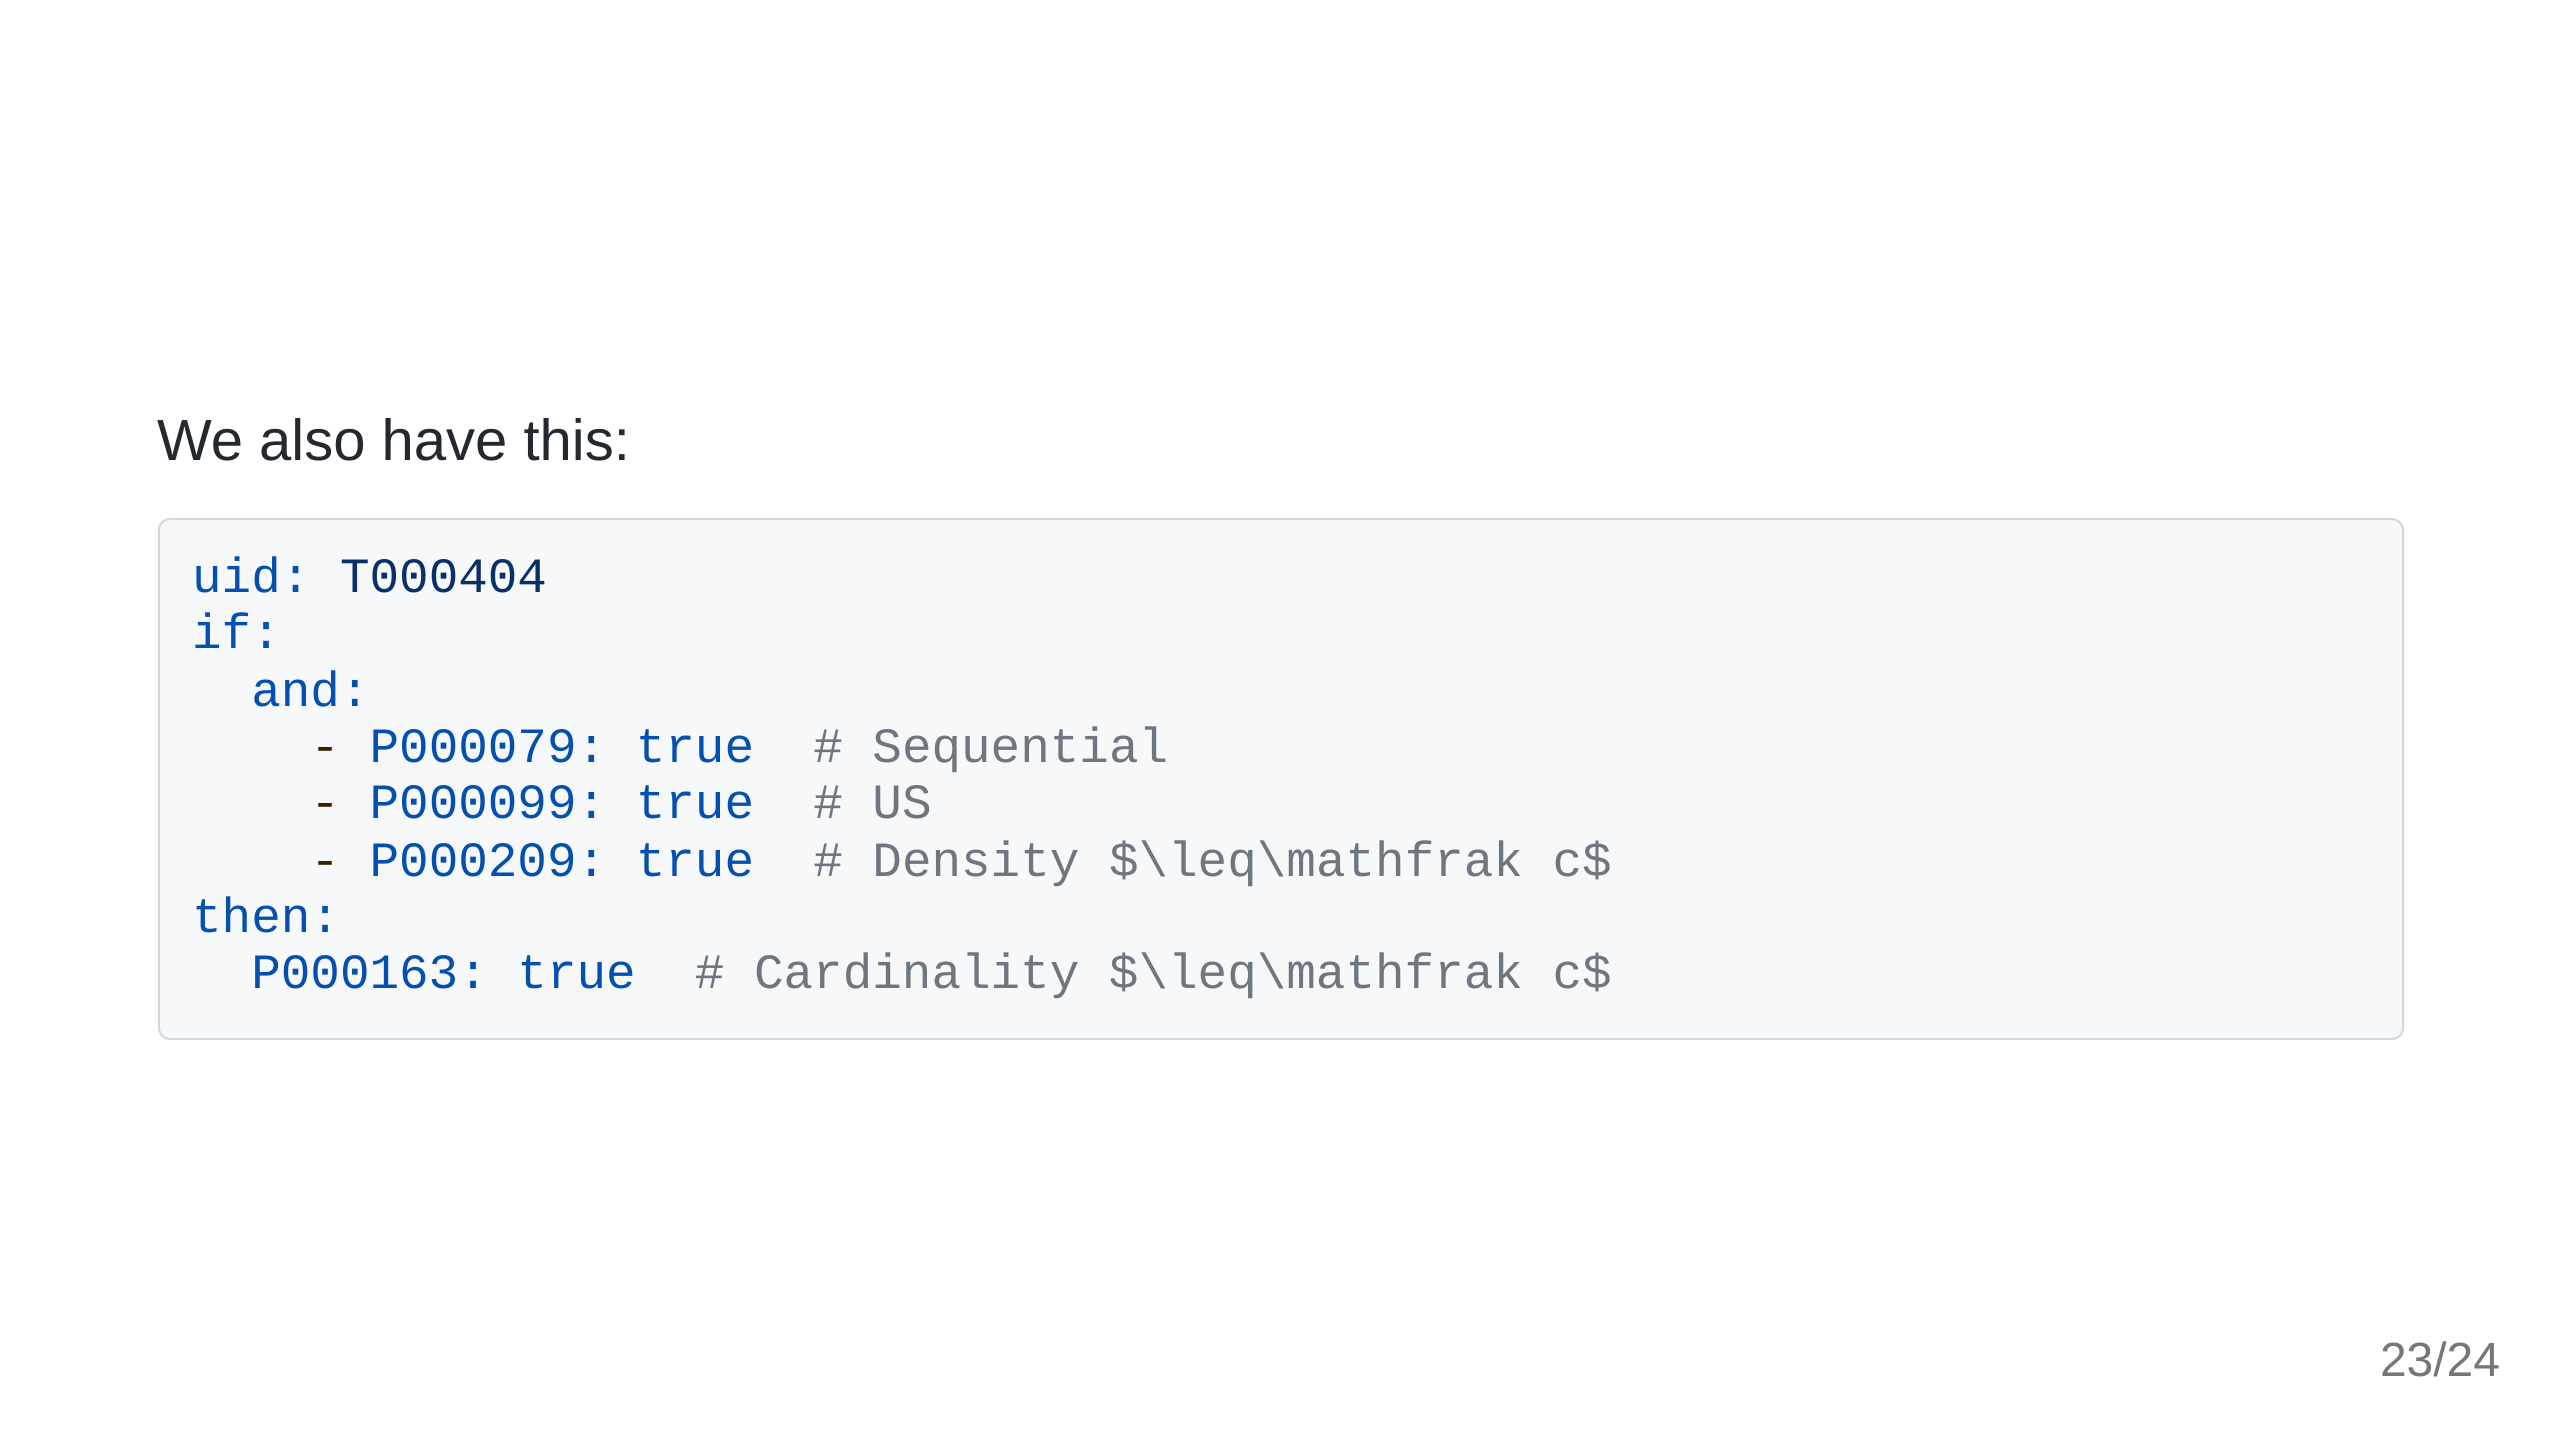 We also have this:
uid: T000404
if:
  and:
    - P000079: true  # Sequential
    - P000099: true  # US
    - P000209: true  # Density $\leq\mathfrak c$
then:
  P000163: true  # Cardinality $\leq\mathfrak c$
23/24